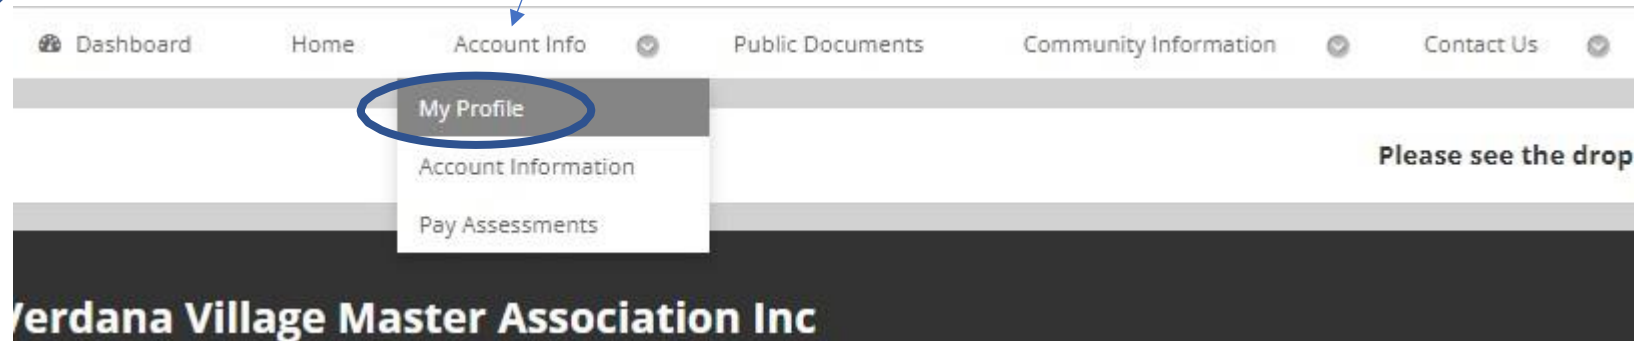 Dashboard Home Account Info Public Documents Community Information Contact Us
My Profile
Please see the drop
Account Information
Pay Assessments
Verdana Village Master Association Inc